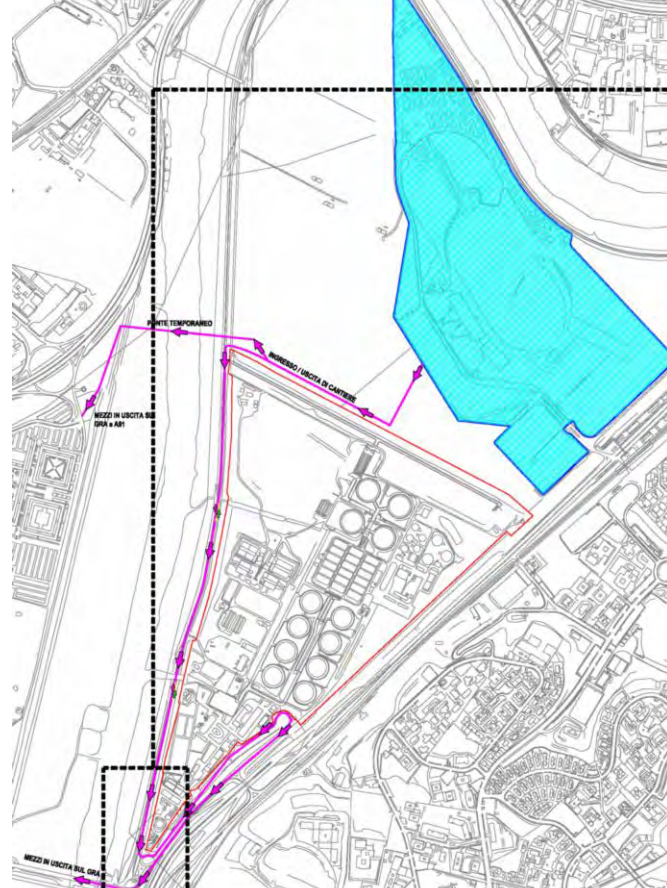 PONTE TEMPORANEO
INGRESSO / USCITA DI CANTIERE
MEZZI IN USCITA SUL
GRA e A91
MEZZI IN USCITA SUL GRA